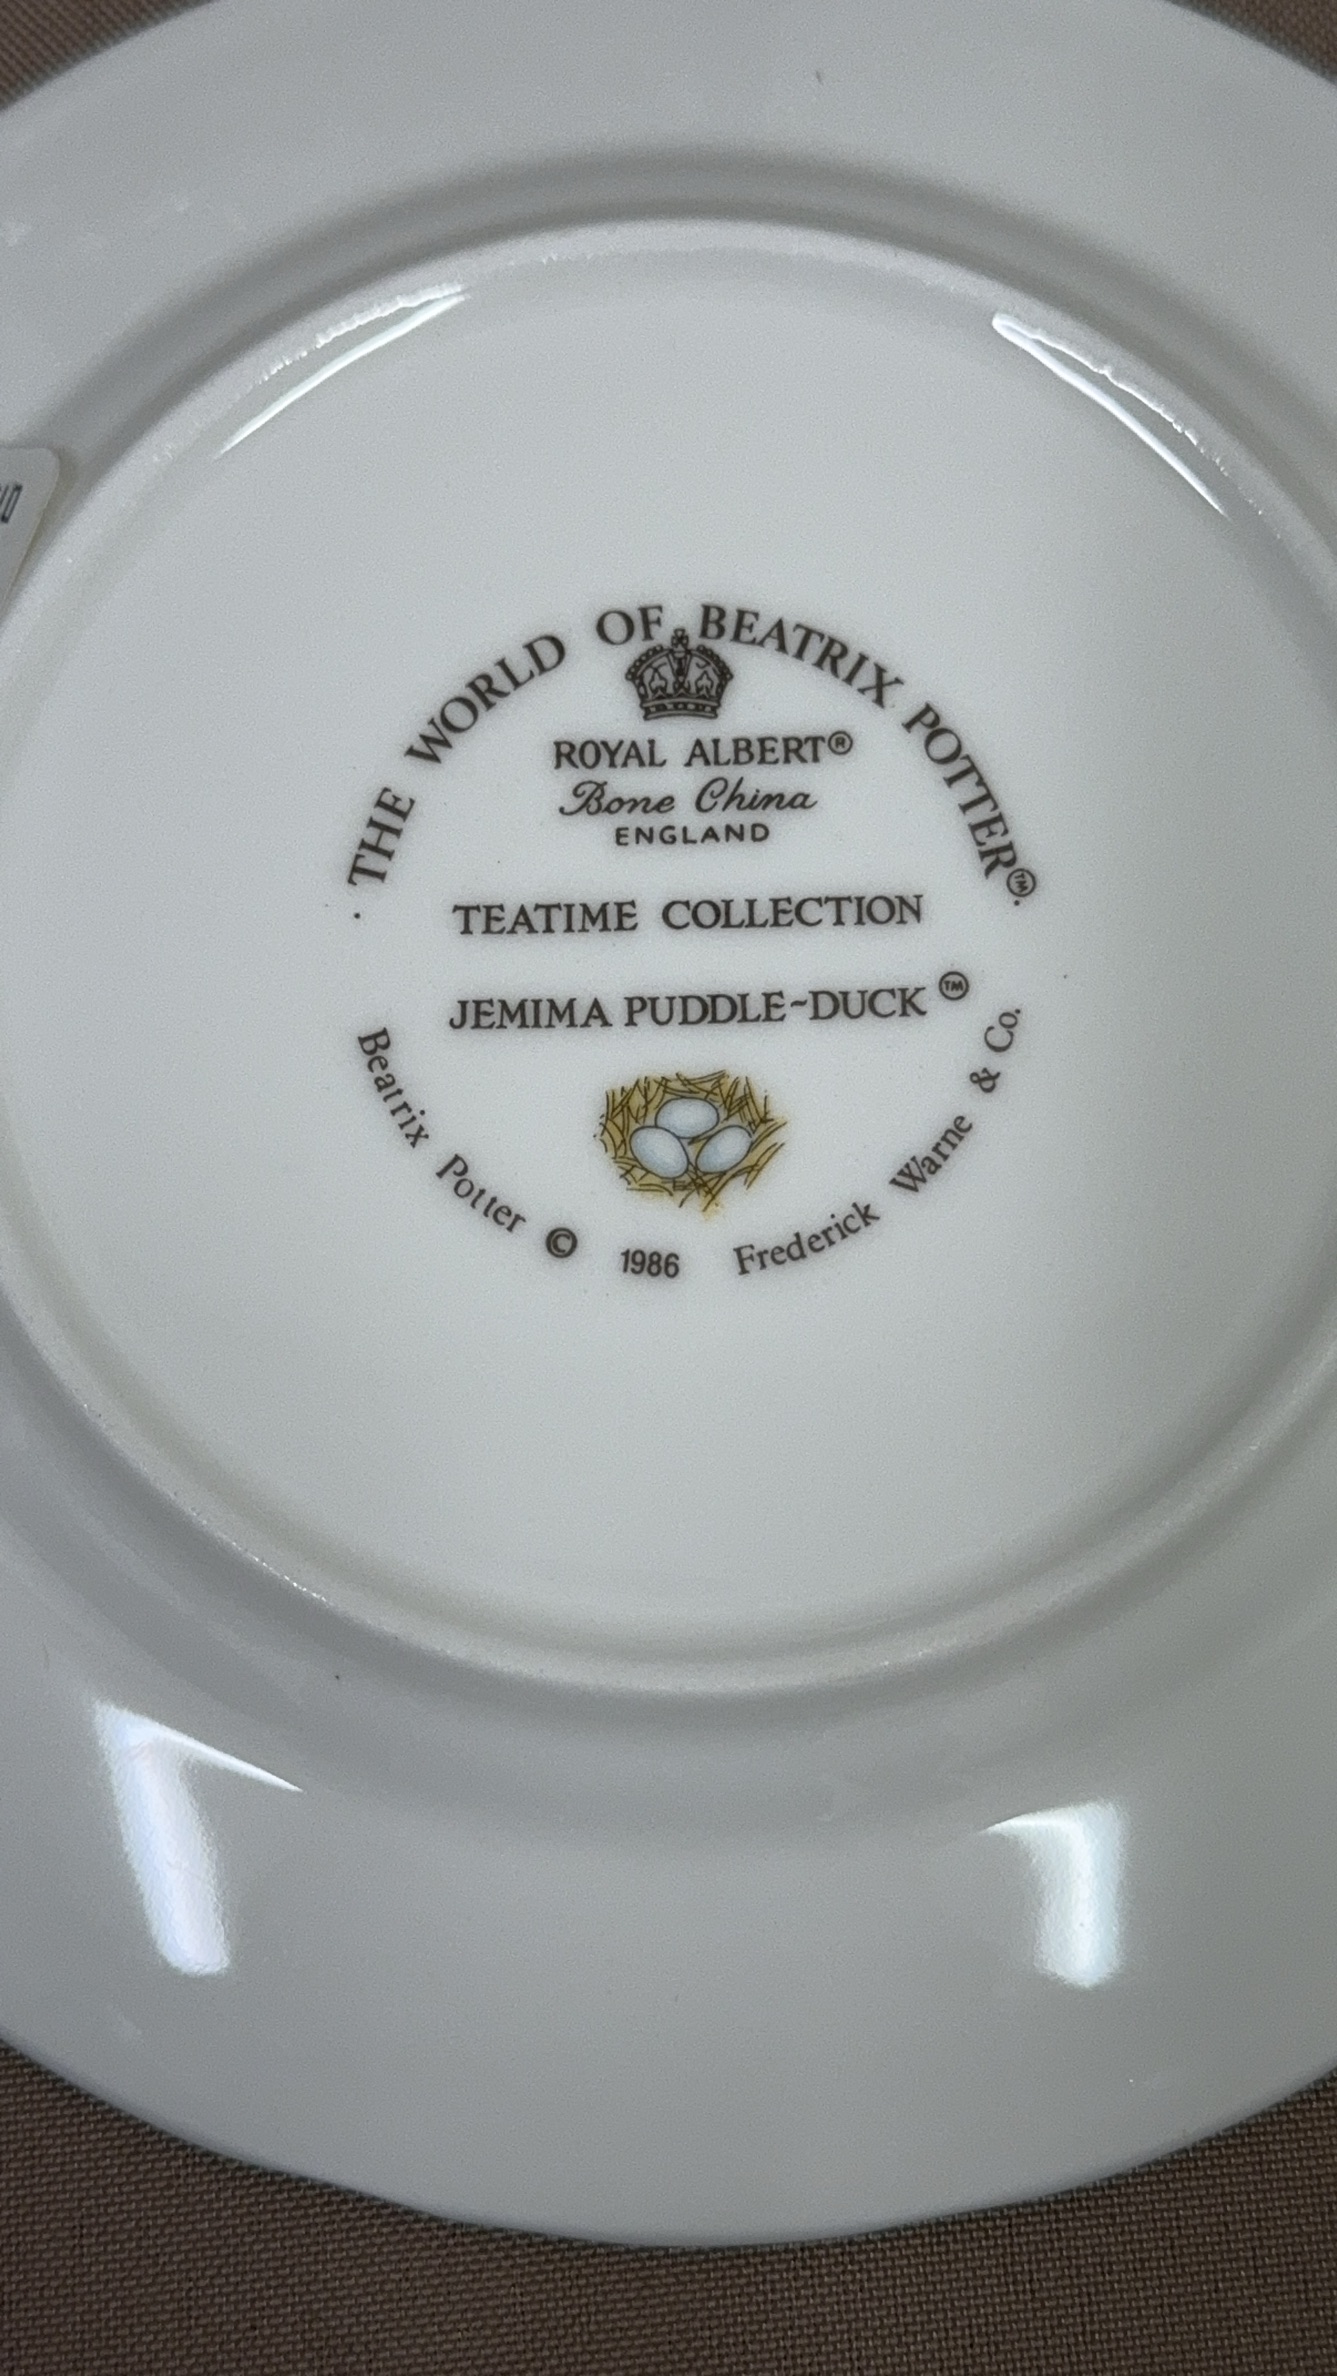 · THE WORLD OF BEATRIX POTTER™ ·
ROYAL ALBERT®
Bone China
ENGLAND
TEATIME COLLECTION
JEMIMA PUDDLE-DUCK™
Beatrix Potter © 1986 Frederick Warne & Co.